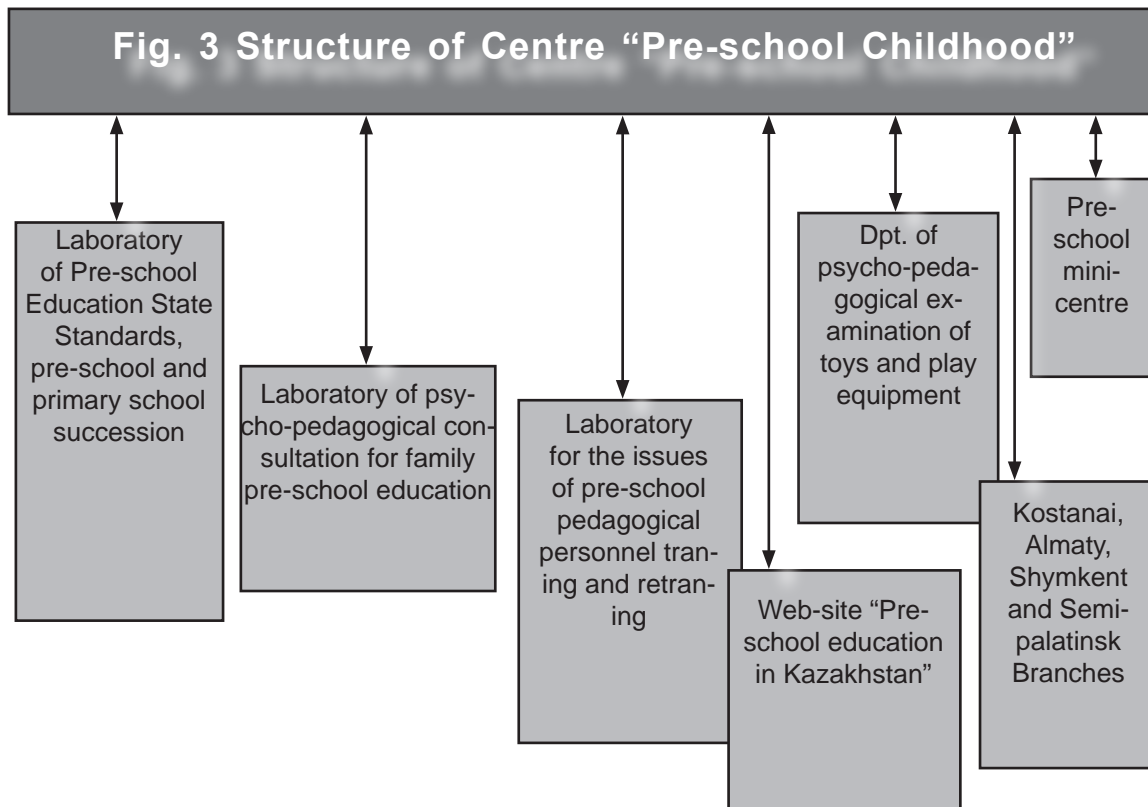 Fig. 3 Structure of Centre “Pre-school Childhood”
Laboratory
of Pre-school
Education State
Standards,
pre-school and
primary school
succession
Laboratory of psy-
cho-pedagogical con-
sultation for family
pre-school education
Laboratory
for the issues
of pre-school
pedagogical
personnel tran-
ing and retran-
ing
Web-site “Pre-
school education
in Kazakhstan”
Dpt. of
psycho-peda-
gogical ex-
amination of
toys and play
equipment
Kostanai,
Almaty,
Shymkent
and Semi-
palatinsk
Branches
Pre-
school
mini-
centre